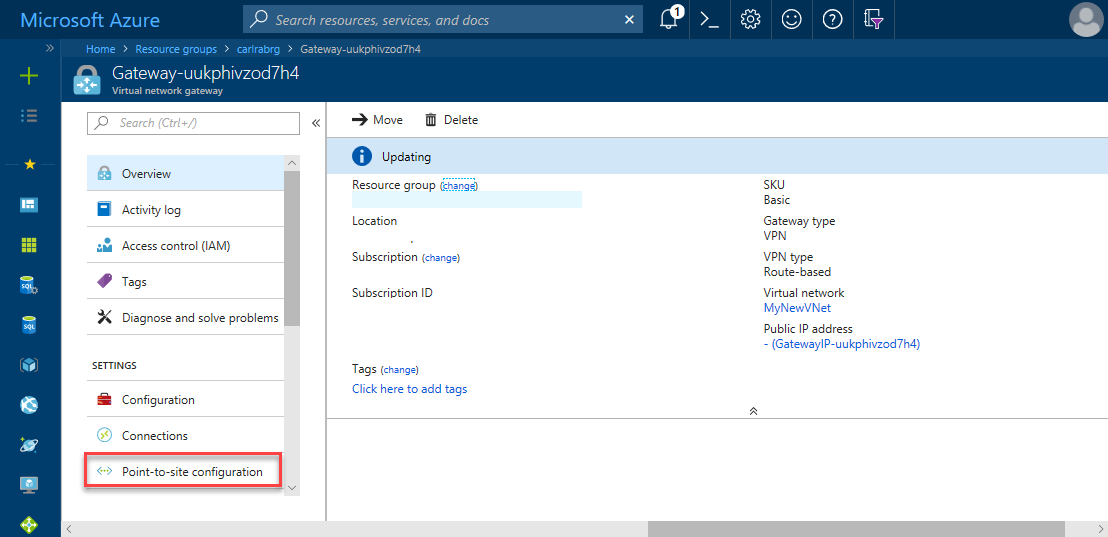 Microsoft Azure
Search resources, services, and docs
1
Home > Resource groups > carlrabrg > Gateway-uukphivzod7h4
Gateway-uukphivzod7h4
Virtual network gateway
Search (Ctrl+/)
Overview
Activity log
Access control (IAM)
Tags
Diagnose and solve problems
SETTINGS
Configuration
Connections
Point-to-site configuration
SQL
SQL
Move
Delete
Updating
Resource group (change)
Location
Subscription (change)
Subscription ID
SKU
Basic
Gateway type
VPN
VPN type
Route-based
Virtual network
MyNewVNet
Public IP address
- (GatewayIP-uukphivzod7h4)
Tags (change)
Click here to add tags